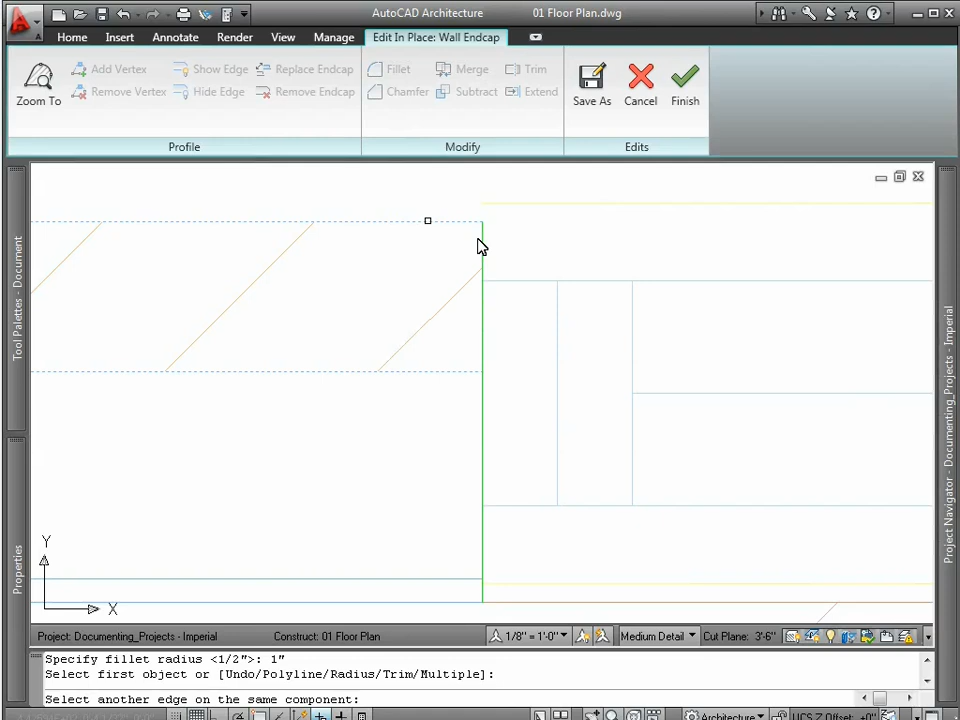 AutoCAD Architecture 01 Floor Plan.dwg
Home Insert Annotate Render View Manage Edit In Place: Wall Endcap
Zoom To
Add Vertex Show Edge Replace Endcap
Remove Vertex Hide Edge Remove Endcap
Fillet Merge Trim
Chamfer Subtract Extend
Save As Cancel Finish
Profile Modify Edits
Tool Palettes - Document
Properties
Project Navigator - Documenting_Projects - Imperial
Y
X
Project: Documenting_Projects - Imperial Construct: 01 Floor Plan 1/8" = 1'-0" Medium Detail Cut Plane: 3'-6"
Specify fillet radius <1/2">: 1"
Select first object or [Undo/Polyline/Radius/Trim/Multiple]:
Select another edge on the same component:
Architecture UCS Z Offset: +0"